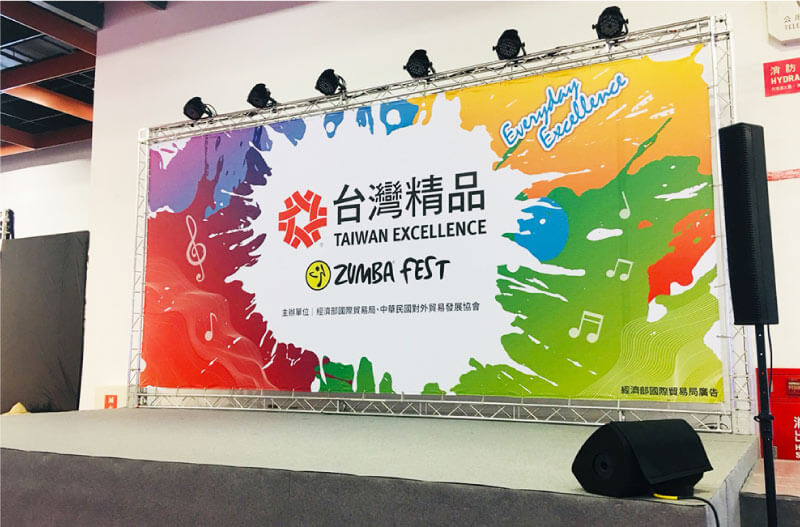 Everyday
Excellence
台灣精品
TAIWAN EXCELLENCE
ZUMBA FEST
主辦單位｜經濟部國際貿易局、中華民國對外貿易發展協會
經濟部國際貿易局廣告
消防
HYDRA